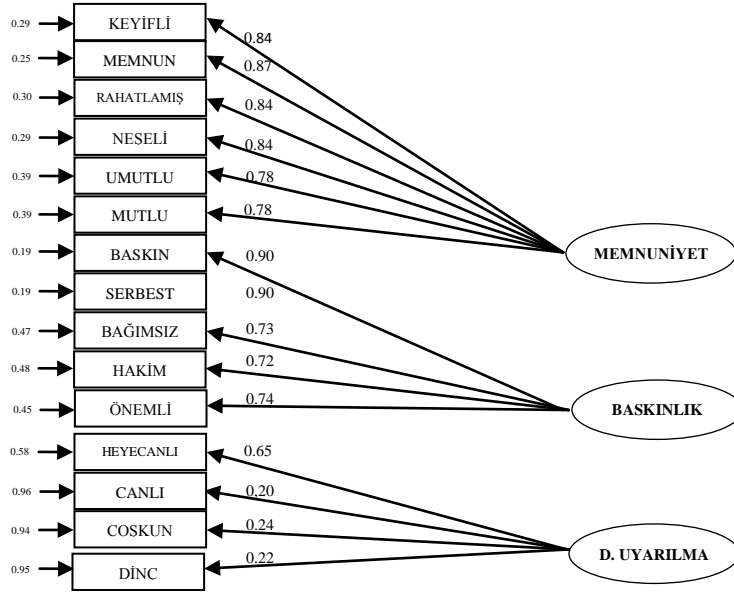 0.29 KEYİFLİ 0.84
0.25 MEMNUN 0.87
0.30 RAHATLAMIŞ 0.84
0.29 NEŞELİ 0.84
0.39 UMUTLU 0.78
0.39 MUTLU 0.78
MEMNUNİYET
0.19 BASKIN 0.90
0.19 SERBEST 0.90
0.47 BAĞIMSIZ 0.73
0.48 HAKİM 0.72
0.45 ÖNEMLİ 0.74
BASKINLIK
0.58 HEYECANLI 0.65
0.96 CANLI 0,20
0.94 COSKUN 0.24
D. UYARILMA
0.95 DİNC 0.22